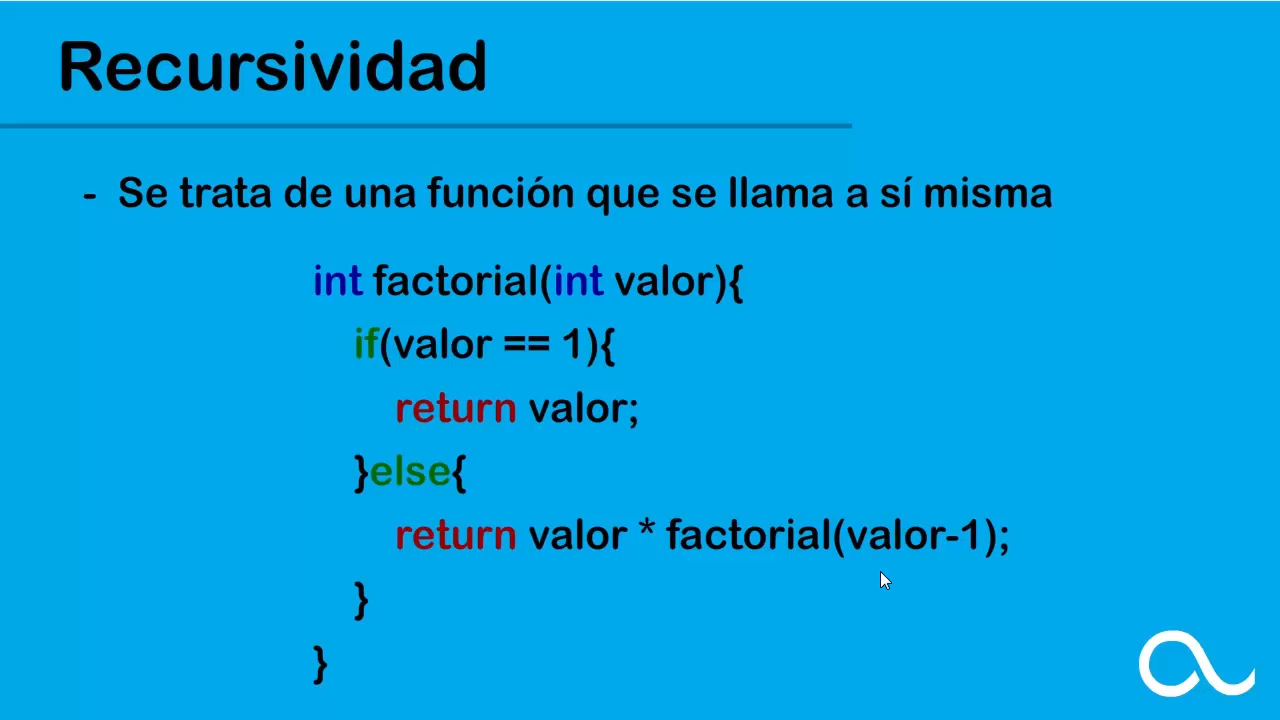 Recursividad
- Se trata de una función que se llama a sí misma
int factorial(int valor){
if(valor == 1){
return valor;
}else{
return valor * factorial(valor-1);
}
}